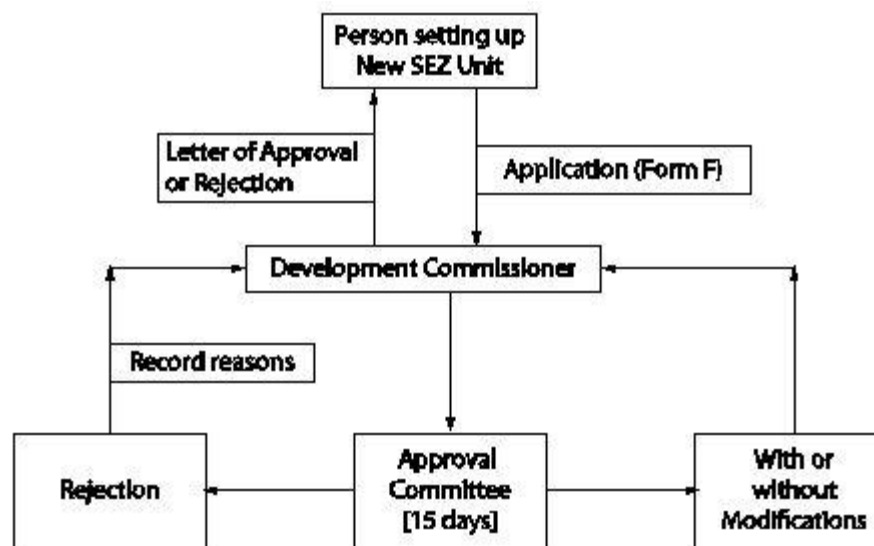 Person setting up
New SEZ Unit
Letter of Approval
or Rejection
Application (Form F)
Development Commissioner
Record reasons
Rejection
Approval
Committee
[15 days]
With or
without
Modifications